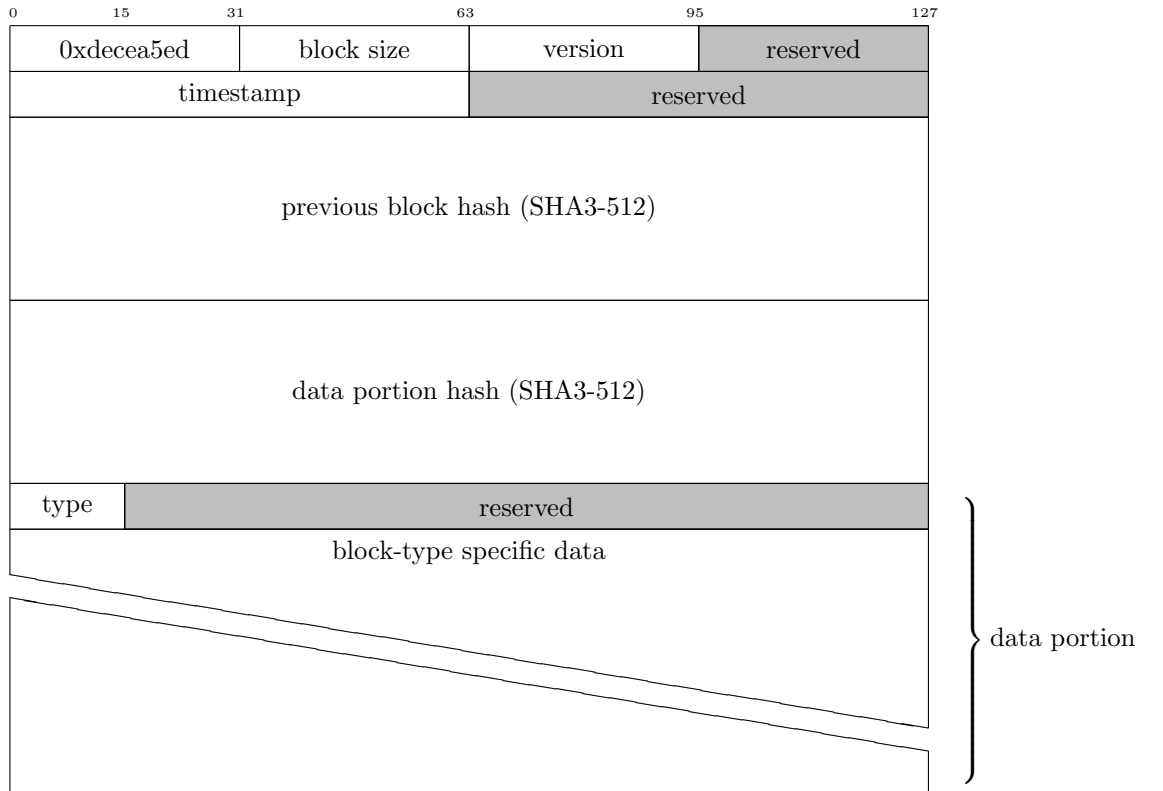 0 15 31 63 95 127
0xdecea5ed block size version reserved
timestamp reserved
previous block hash (SHA3-512)
data portion hash (SHA3-512)
type reserved
block-type specific data
data portion